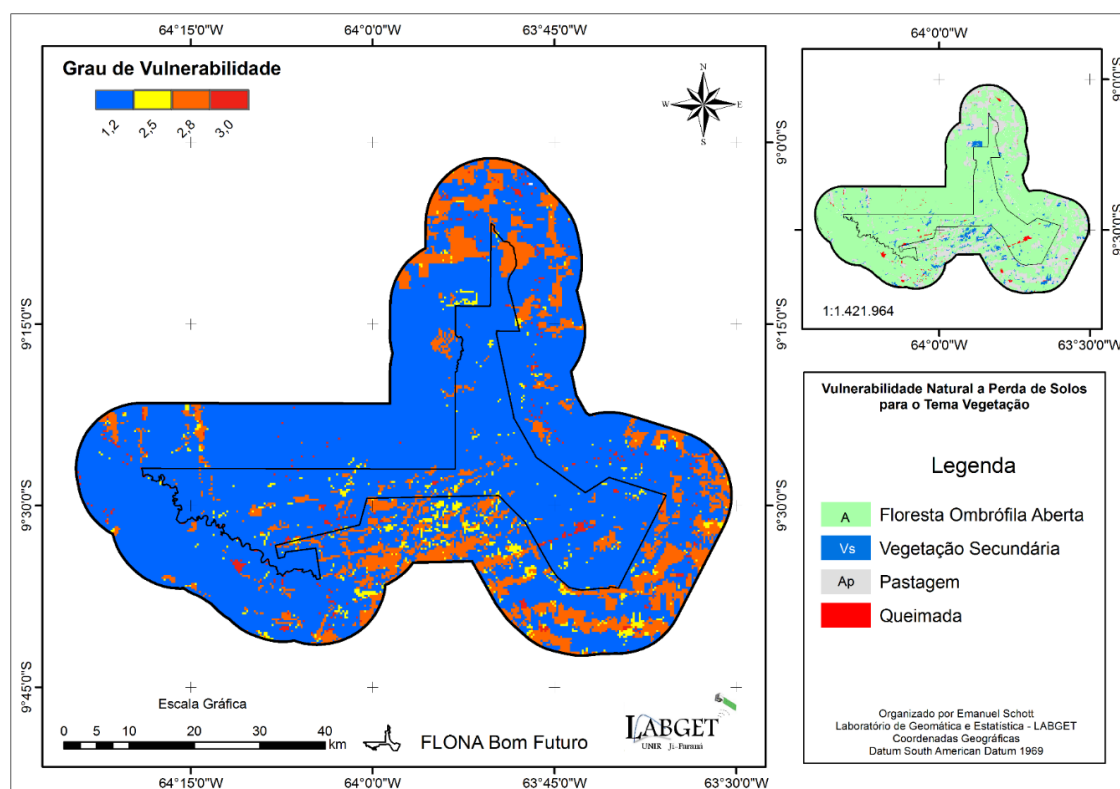 64°15'0"W 64°0'0"W 63°45'0"W
Grau de Vulnerabilidade
1,2 2,5 2,8 3,0
N
W E
S
9°0'0"S
9°15'0"S
9°30'0"S
9°45'0"S
9°0'0"S
9°15'0"S
9°30'0"S
9°45'0"S
Escala Gráfica
0 5 10 20 30 40
km
FLONA Bom Futuro
LABGET
UNIR Ji-Paraná
64°15'0"W 64°0'0"W 63°45'0"W 63°30'0"W
64°0'0"W
9°0'0"S
9°30'0"S
1:1.421.964
64°0'0"W 63°30'0"W
Vulnerabilidade Natural a Perda de Solos
para o Tema Vegetação
Legenda
A Floresta Ombrófila Aberta
Vs Vegetação Secundária
Ap Pastagem
Queimada
Organizado por Emanuel Schott
Laboratório de Geomática e Estatística - LABGET
Coordenadas Geográficas
Datum South American Datum 1969